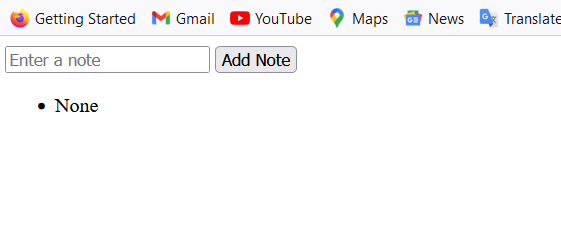 Getting Started Gmail YouTube Maps News Translate
Enter a note Add Note
None